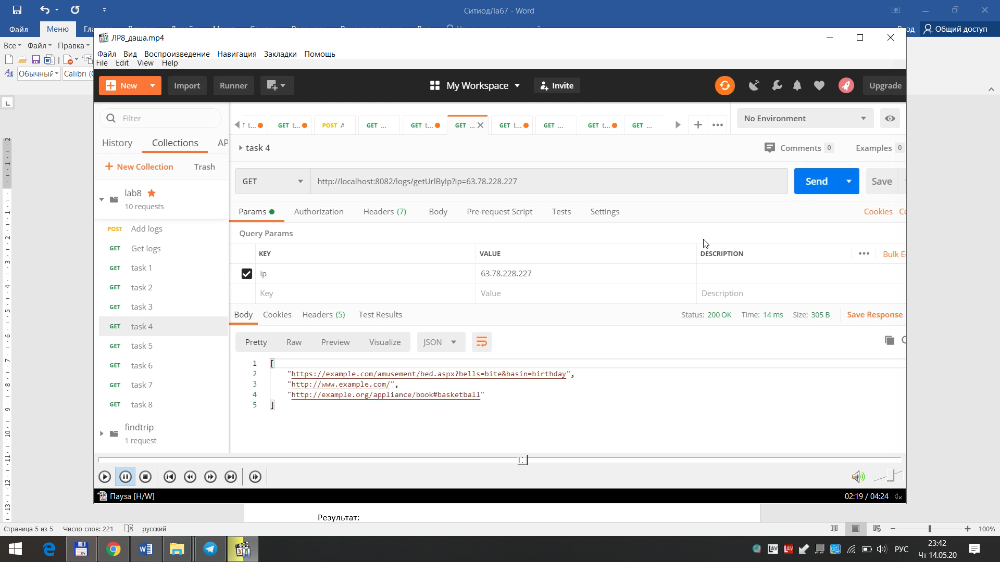 СитиодЛаб7 - Word
Файл
Меню
Общий доступ
Все
Файл
Правка
Обычный
Calibri
ЛР8_даша.mp4
Файл Вид Воспроизведение Навигация Закладки Помощь
File Edit View Help
New
Import
Runner
My Workspace
Invite
Upgrade
Filter
GET t...
POST
GET ...
GET t...
GET ...
GET t...
GET ...
GET t...
GET ...
No Environment
History
Collections
task 4
Comments 0
Examples 0
New Collection
Trash
GET
http://localhost:8082/logs/getUrlByIp?ip=63.78.228.227
Send
Save
lab8
10 requests
Params
Authorization
Headers (7)
Body
Pre-request Script
Tests
Settings
Cookies
POST Add logs
GET Get logs
GET task 1
GET task 2
GET task 3
GET task 4
GET task 5
GET task 6
GET task 7
GET task 8
findtrip
1 request
Query Params
KEY
VALUE
DESCRIPTION
Bulk
ip
63.78.228.227
Key
Value
Description
Body
Cookies
Headers (5)
Test Results
Status: 200 OK
Time: 14 ms
Size: 305 B
Save Response
Pretty
Raw
Preview
Visualize
JSON
1 [
2 "https://example.com/amusement/bed.aspx?bells=bite&basin=birthday",
3 "http://www.example.com/",
4 "http://example.org/appliance/book#basketball"
5 ]
Пауза [H/W]
02:19 / 04:24
Результат:
Страница 5 из 5
Число слов: 221
русский
100%
РУС
23:42
Чт 14.05.20